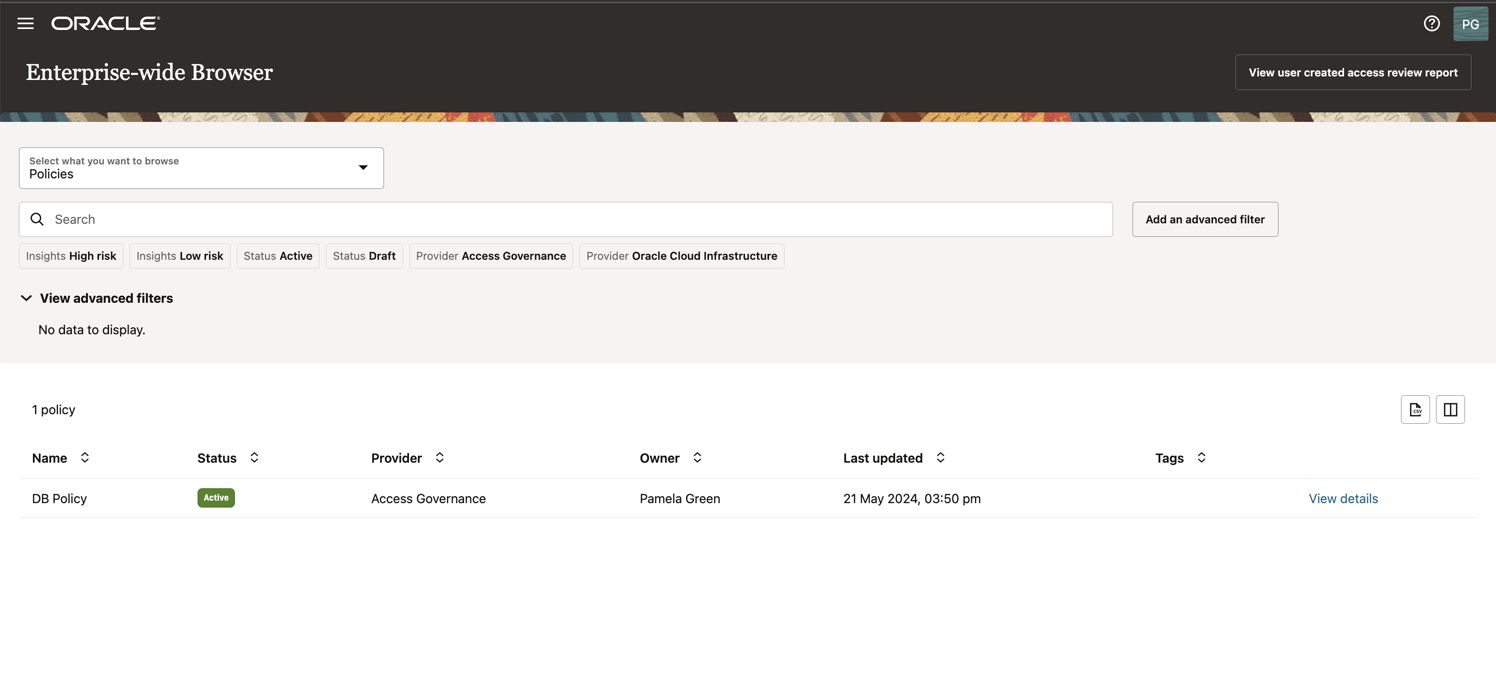 ORACLE
PG
Enterprise-wide Browser
View user created access review report
Select what you want to browse
Policies
Search
Add an advanced filter
Insights High risk
Insights Low risk
Status Active
Status Draft
Provider Access Governance
Provider Oracle Cloud Infrastructure
View advanced filters
No data to display.
1 policy
CSV
Name Status Provider Owner Last updated Tags
DB Policy Active Access Governance Pamela Green 21 May 2024, 03:50 pm View details